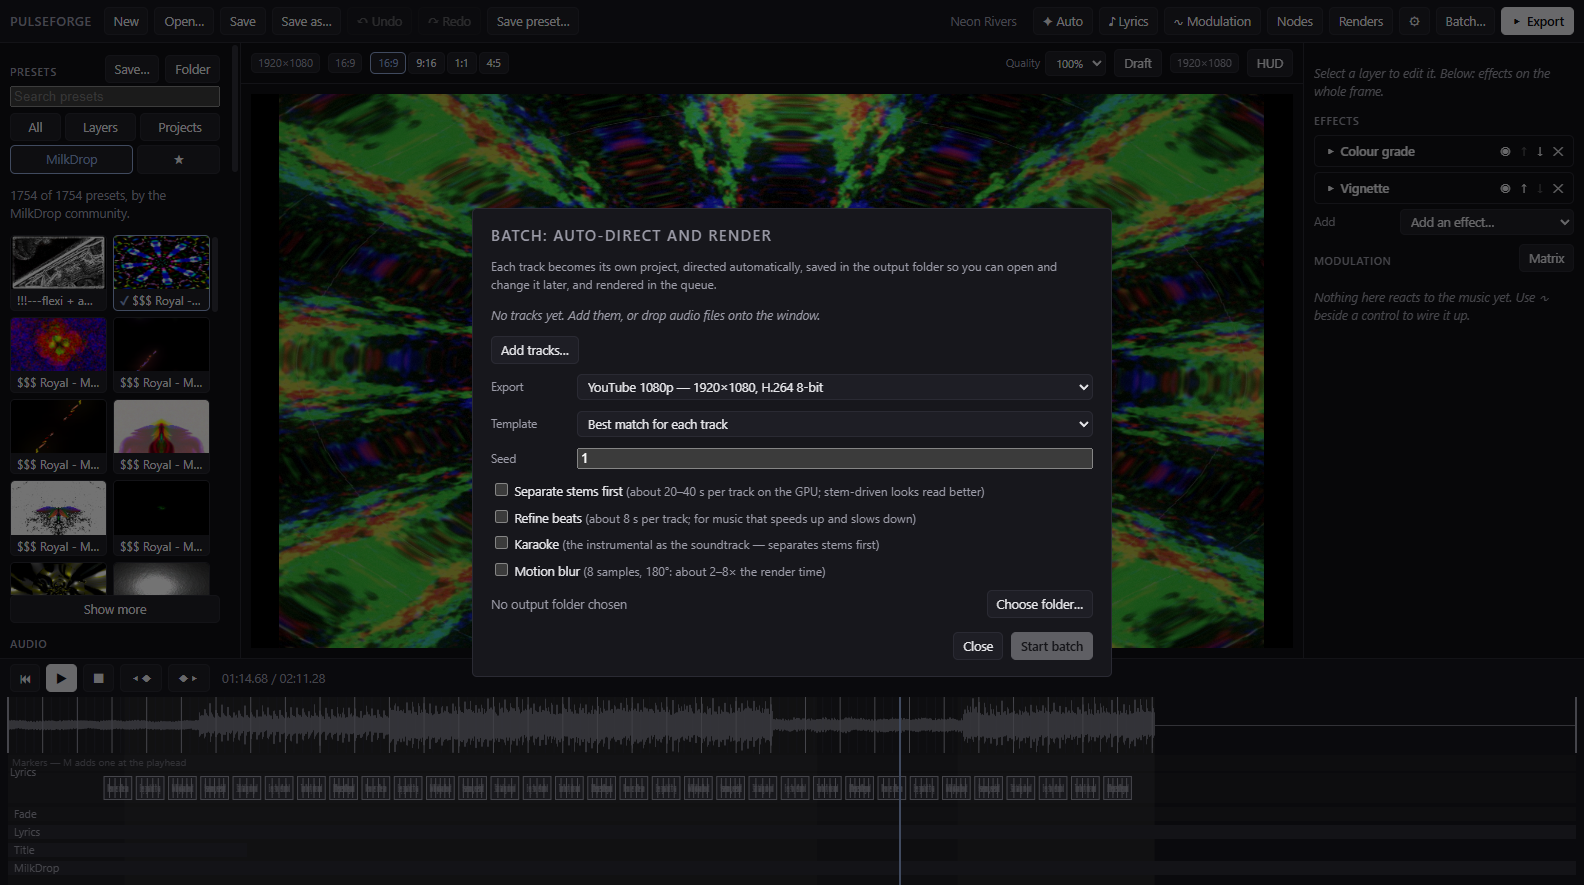 PULSEFORGE New Open... Save Save as... Undo Redo Save preset... Neon Rivers Auto Lyrics Modulation Nodes Renders Batch... Export
PRESETS Save... Folder
Search presets
All Layers Projects
MilkDrop ★
1754 of 1754 presets, by the
MilkDrop community.
!!!---flexi + a... ✓ $$$ Royal -...
$$$ Royal - M... $$$ Royal - M...
$$$ Royal - M... $$$ Royal - M...
$$$ Royal - M... $$$ Royal - M...
Show more
AUDIO
1920×1080 16:9 16:9 9:16 1:1 4:5 Quality 100% Draft 1920×1080 HUD
BATCH: AUTO-DIRECT AND RENDER
Each track becomes its own project, directed automatically, saved in the output folder so you can open and
change it later, and rendered in the queue.
No tracks yet. Add them, or drop audio files onto the window.
Add tracks...
Export YouTube 1080p — 1920×1080, H.264 8-bit
Template Best match for each track
Seed 1
Separate stems first (about 20–40 s per track on the GPU; stem-driven looks read better)
Refine beats (about 8 s per track; for music that speeds up and slows down)
Karaoke (the instrumental as the soundtrack — separates stems first)
Motion blur (8 samples, 180°: about 2–8× the render time)
No output folder chosen Choose folder...
Close Start batch
Select a layer to edit it. Below: effects on the
whole frame.
EFFECTS
Colour grade
Vignette
Add Add an effect...
MODULATION Matrix
Nothing here reacts to the music yet. Use ∿
beside a control to wire it up.
01:14.68 / 02:11.28
Markers — M adds one at the playhead
Lyrics
Fade
Lyrics
Title
MilkDrop